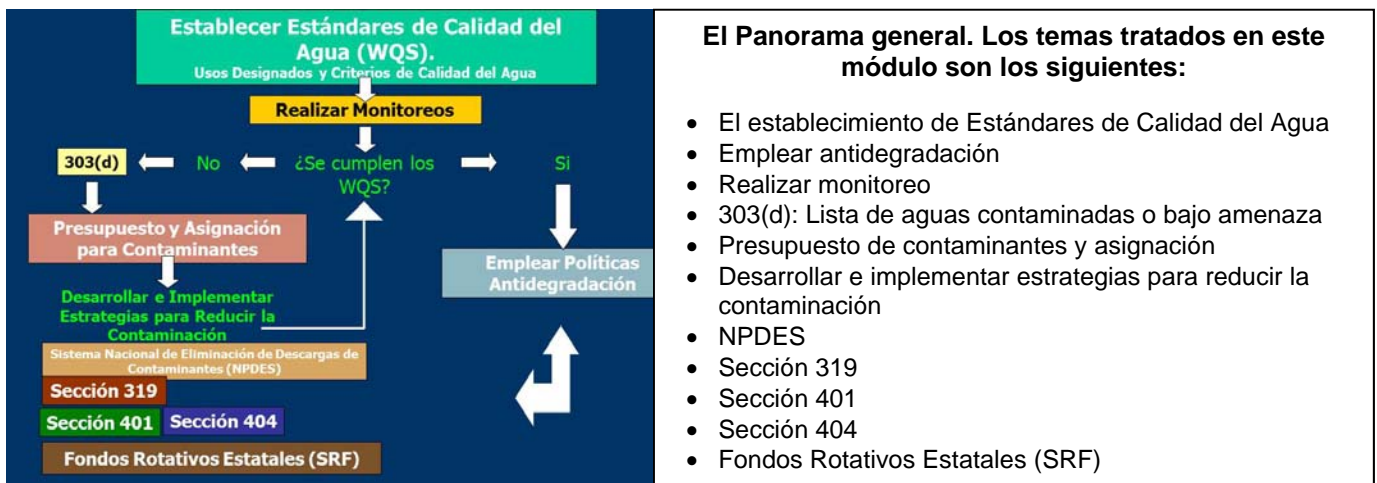 Establecer Estándares de Calidad del
Agua (WQS).
Usos Designados y Criterios de Calidad del Agua
Realizar Monitoreos
303(d)
No
¿Se cumplen los
WQS?
Si
Presupuesto y Asignación
para Contaminantes
Emplear Políticas
Antidegradación
Desarrollar e Implementar
Estrategias para Reducir la
Contaminación
Sistema Nacional de Eliminación de Descargas de
Contaminantes (NPDES)
Sección 319
Sección 401
Sección 404
Fondos Rotativos Estatales (SRF)
El Panorama general. Los temas tratados en este
módulo son los siguientes:
• El establecimiento de Estándares de Calidad del Agua
• Emplear antidegradación
• Realizar monitoreo
• 303(d): Lista de aguas contaminadas o bajo amenaza
• Presupuesto de contaminantes y asignación
• Desarrollar e implementar estrategias para reducir la
contaminación
• NPDES
• Sección 319
• Sección 401
• Sección 404
• Fondos Rotativos Estatales (SRF)